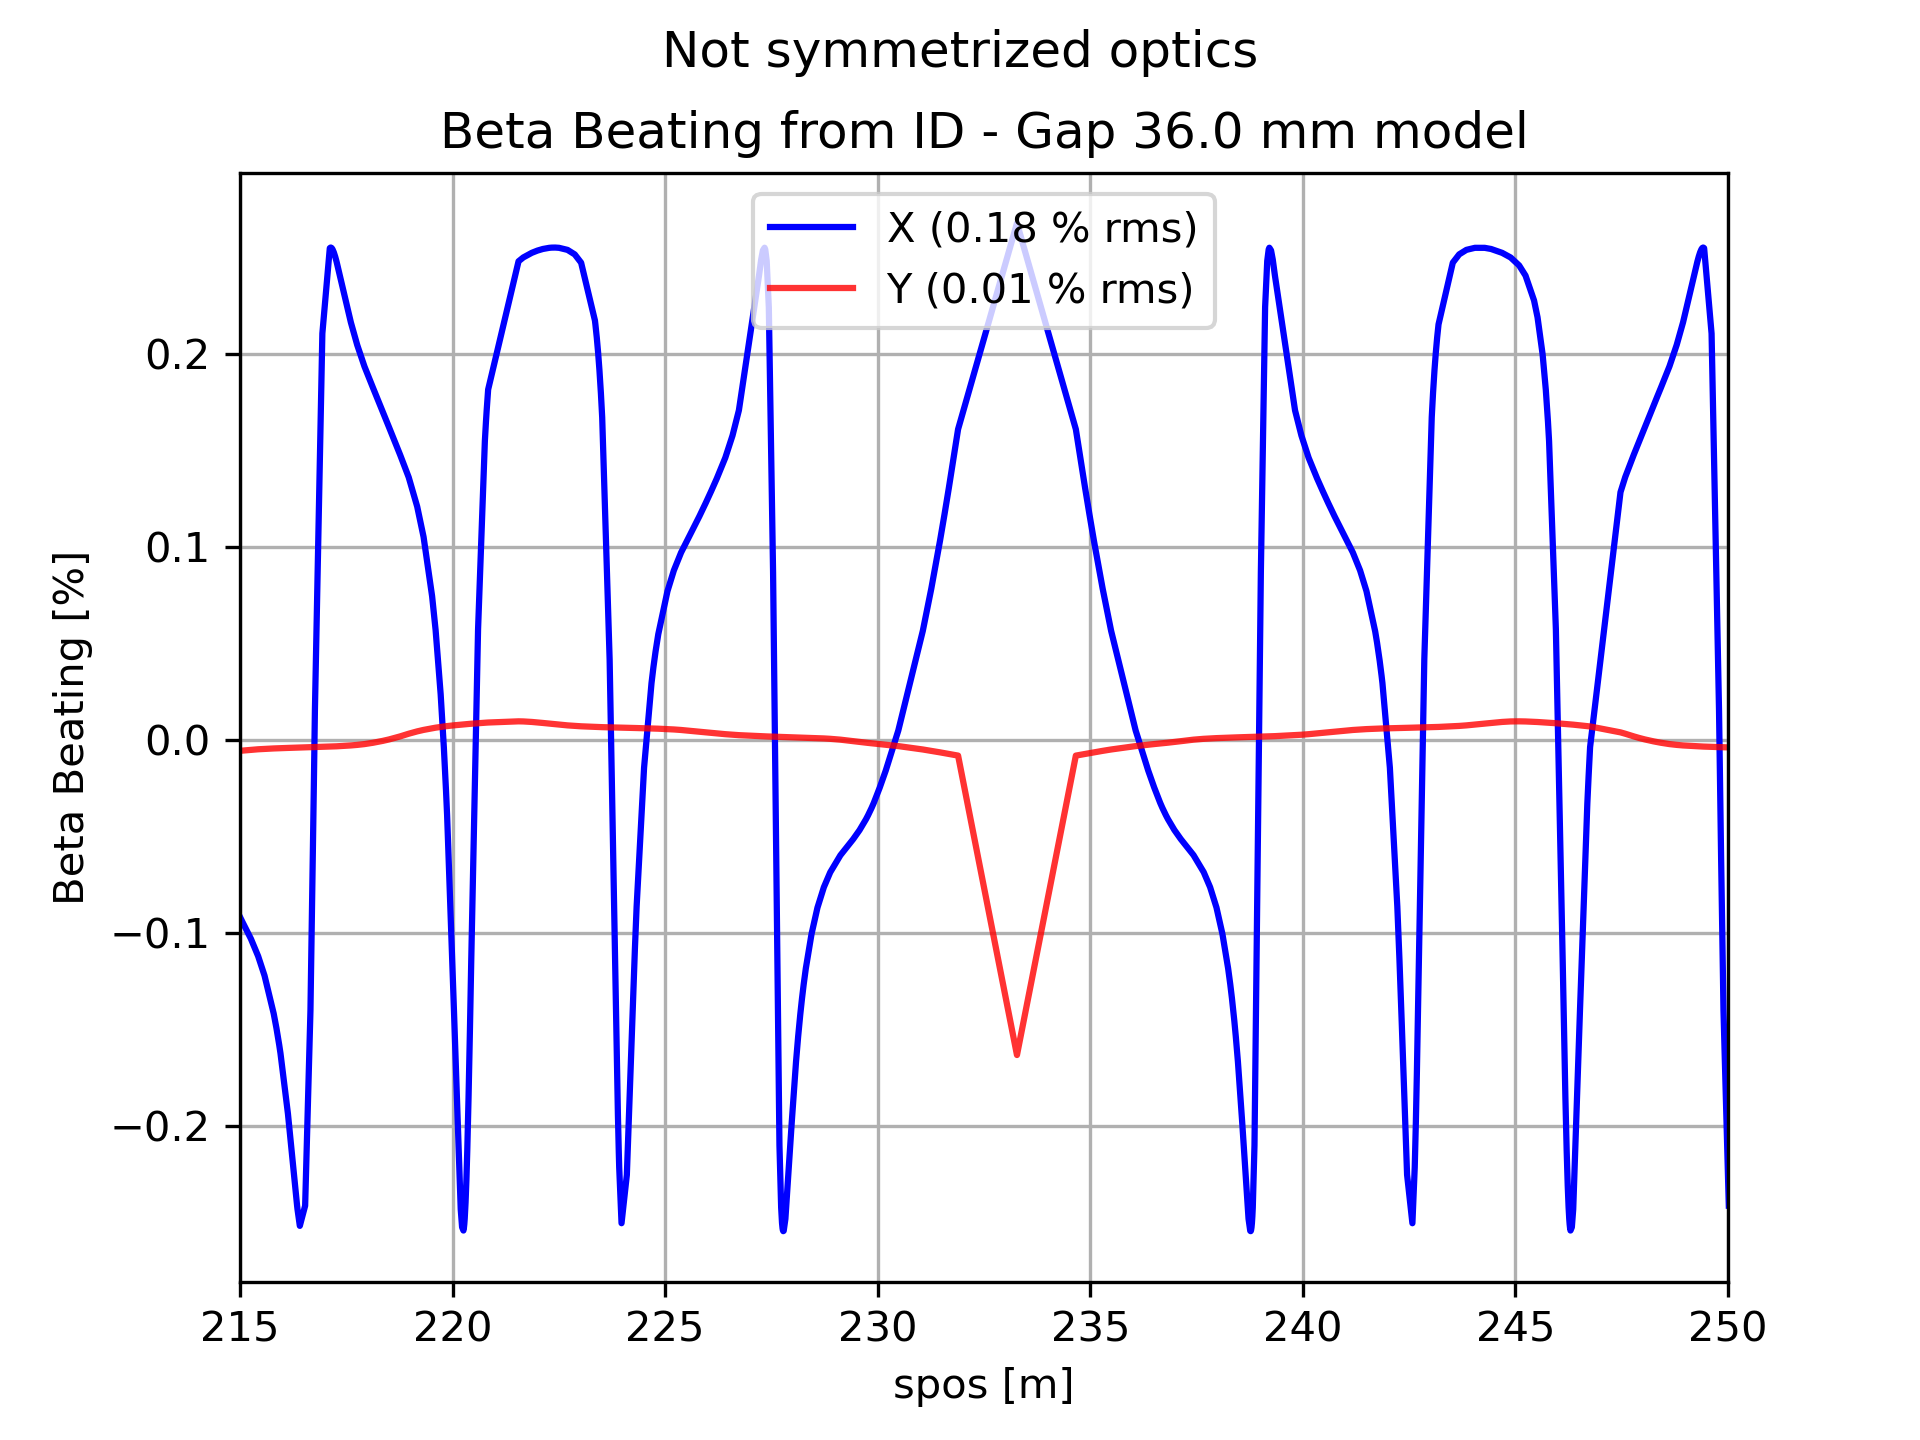 Not symmetrized optics
Beta Beating from ID - Gap 36.0 mm model
X (0.18 % rms)
Y (0.01 % rms)
Beta Beating [%]
0.2
0.1
0.0
−0.1
−0.2
215 220 225 230 235 240 245 250
spos [m]